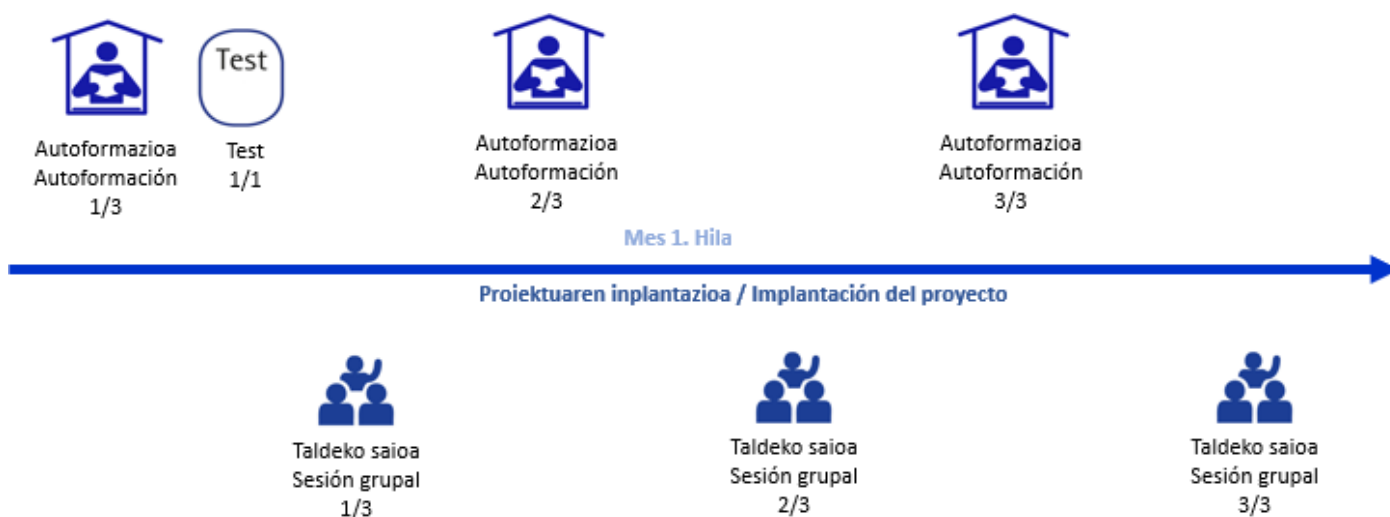 Test
Autoformazioa
Autoformación
1/3
Test
1/1
Autoformazioa
Autoformación
2/3
Autoformazioa
Autoformación
3/3
Mes 1. Hila
Proiektuaren inplantazioa / Implantación del proyecto
Taldeko saioa
Sesión grupal
1/3
Taldeko saioa
Sesión grupal
2/3
Taldeko saioa
Sesión grupal
3/3